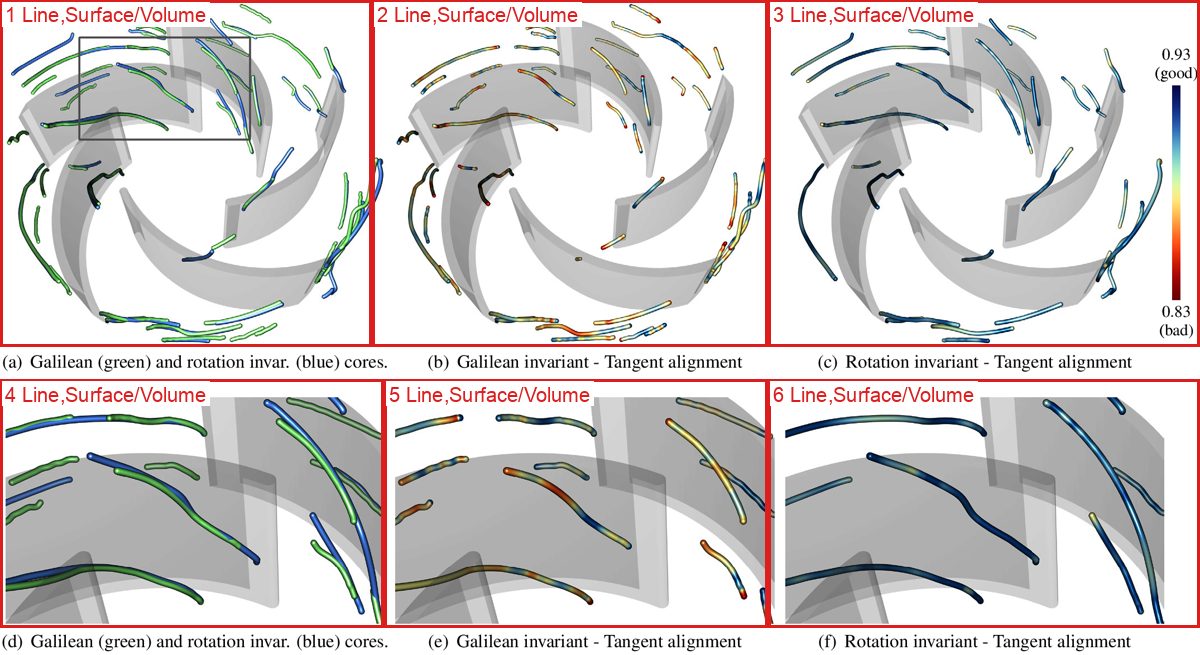 1 Line,Surface/Volume
2 Line,Surface/Volume
3 Line,Surface/Volume
0.93
(good)
0.83
(bad)
(a) Galilean (green) and rotation invar. (blue) cores.
(b) Galilean invariant - Tangent alignment
(c) Rotation invariant - Tangent alignment
4 Line,Surface/Volume
5 Line,Surface/Volume
6 Line,Surface/Volume
(d) Galilean (green) and rotation invar. (blue) cores.
(e) Galilean invariant - Tangent alignment
(f) Rotation invariant - Tangent alignment